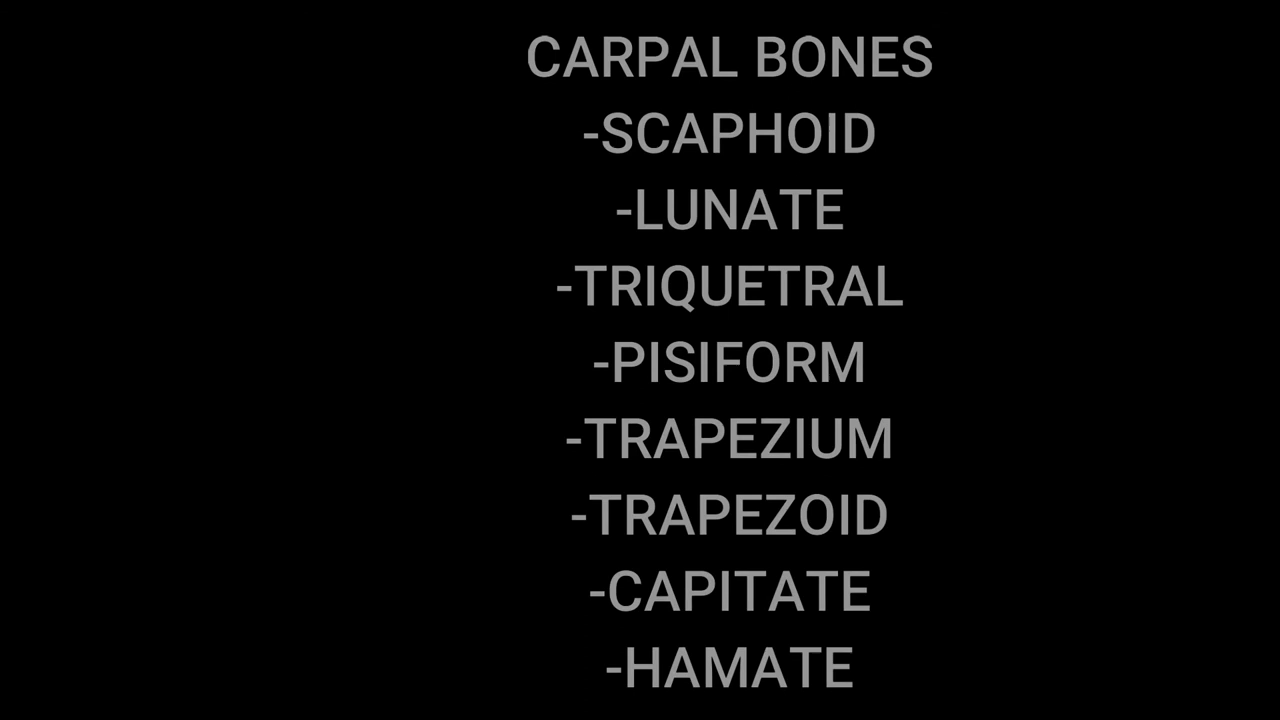 CARPAL BONES
-SCAPHOID
-LUNATE
-TRIQUETRAL
-PISIFORM
-TRAPEZIUM
-TRAPEZOID
-CAPITATE
-HAMATE